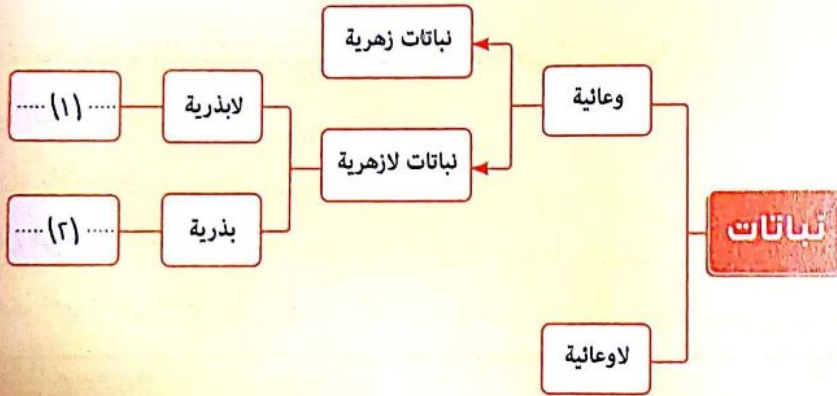 نباتات
وعائية
نباتات زهرية
نباتات لازهرية
لابذرية
..... (١) .....
بذرية
..... (٢) .....
لاوعائية